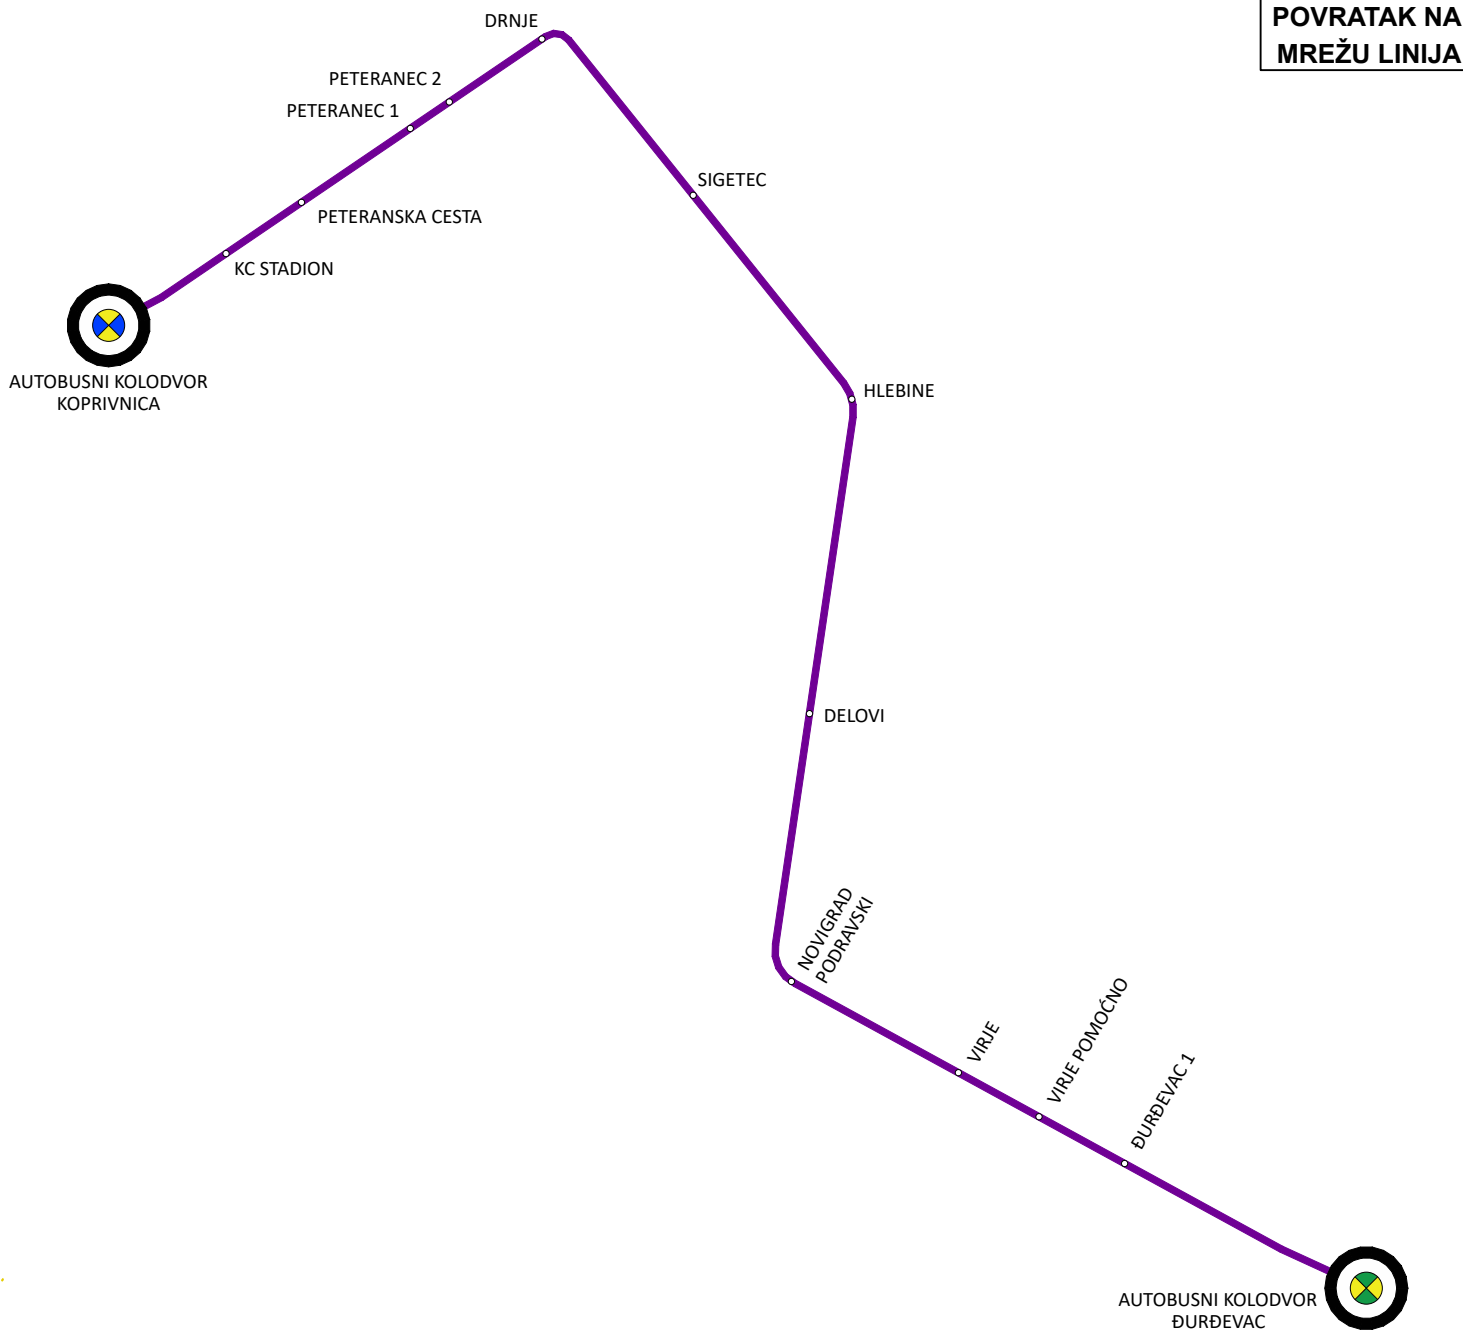 POVRATAK NA
MREŽU LINIJA
DRNJE
PETERANEC 2
PETERANEC 1
SIGETEC
PETERANSKA CESTA
KC STADION
AUTOBUSNI KOLODVOR
KOPRIVNICA
HLEBINE
DELOVI
NOVIGRAD
PODRAVSKI
VIRJE
VIRJE POMOĆNO
ĐURĐEVAC 1
AUTOBUSNI KOLODVOR
ĐURĐEVAC